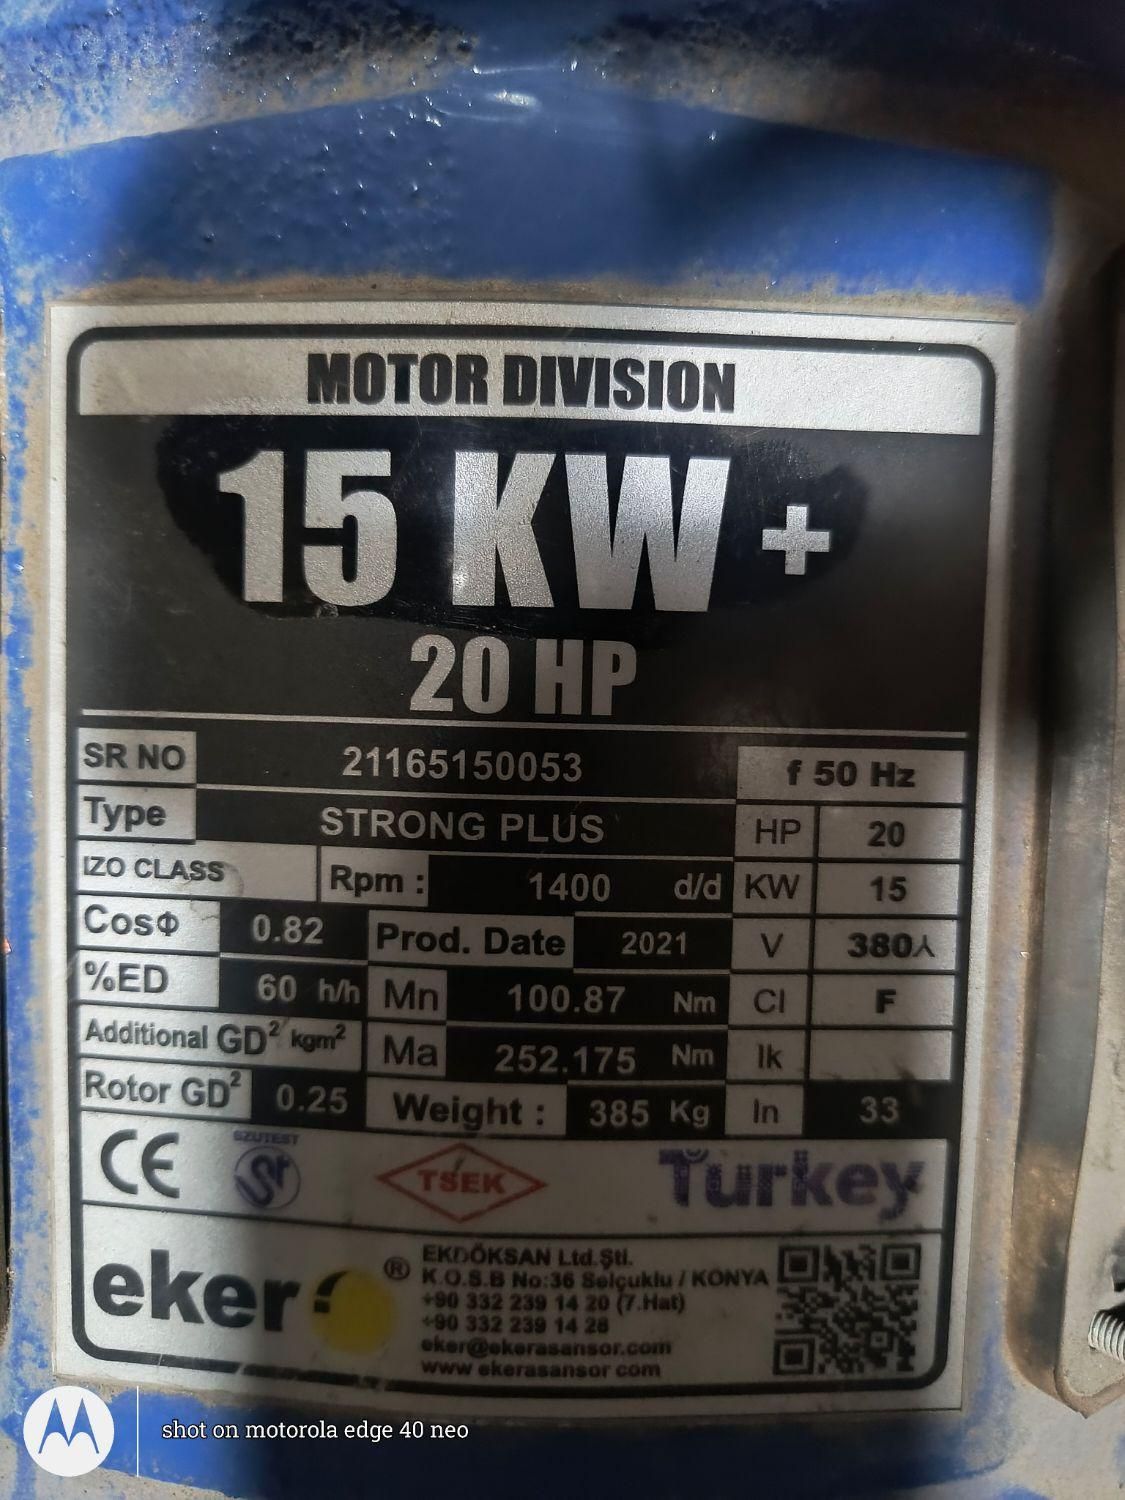 MOTOR DIVISION
15 KW +
20 HP
SR NO 21165150053 f 50 Hz
Type STRONG PLUS HP 20
IZO CLASS Rpm : 1400 d/d KW 15
CosΦ 0.82 Prod. Date 2021 V 380⅄
%ED 60 h/h Mn 100.87 Nm Cl F
Additional GD² kgm² Ma 252.175 Nm Ik
Rotor GD² 0.25 Weight : 385 Kg In 33
CE SZUTEST TSEK Turkey
eker ®
EKDÖKSAN Ltd.Şti.
K.O.S.B No:36 Selçuklu / KONYA
+90 332 239 14 20 (7.Hat)
+90 332 239 14 28
eker@ekerasansor.com
www ekerasansor com
shot on motorola edge 40 neo